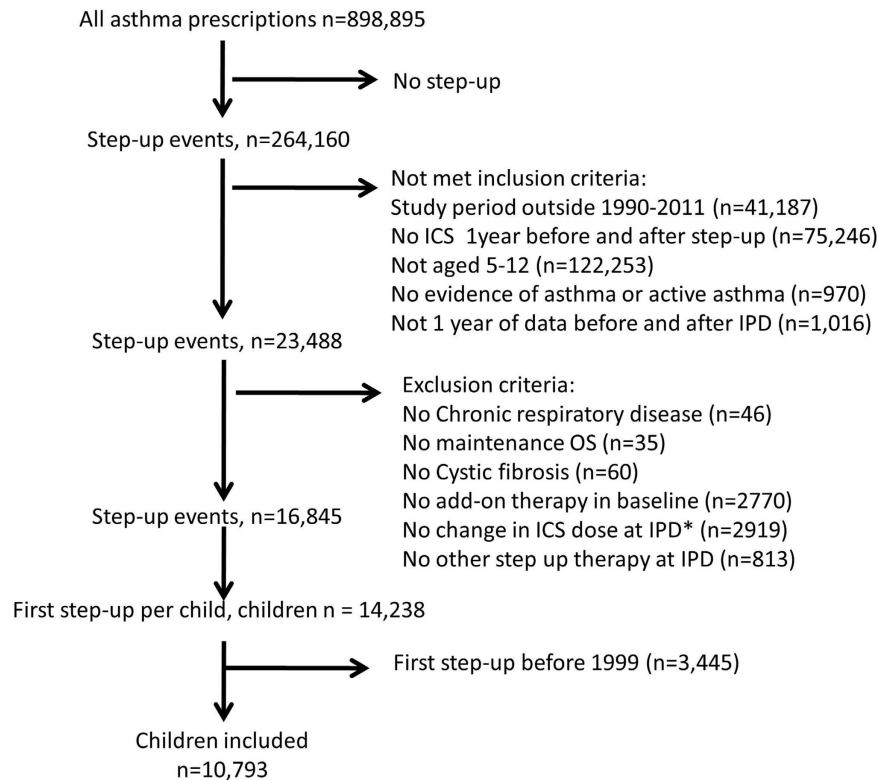 All asthma prescriptions n=898,895
No step-up
Step-up events, n=264,160
Not met inclusion criteria:
Study period outside 1990-2011 (n=41,187)
No ICS 1year before and after step-up (n=75,246)
Not aged 5-12 (n=122,253)
No evidence of asthma or active asthma (n=970)
Not 1 year of data before and after IPD (n=1,016)
Step-up events, n=23,488
Exclusion criteria:
No Chronic respiratory disease (n=46)
No maintenance OS (n=35)
No Cystic fibrosis (n=60)
No add-on therapy in baseline (n=2770)
No change in ICS dose at IPD* (n=2919)
No other step up therapy at IPD (n=813)
Step-up events, n=16,845
First step-up per child, children n = 14,238
First step-up before 1999 (n=3,445)
Children included
n=10,793